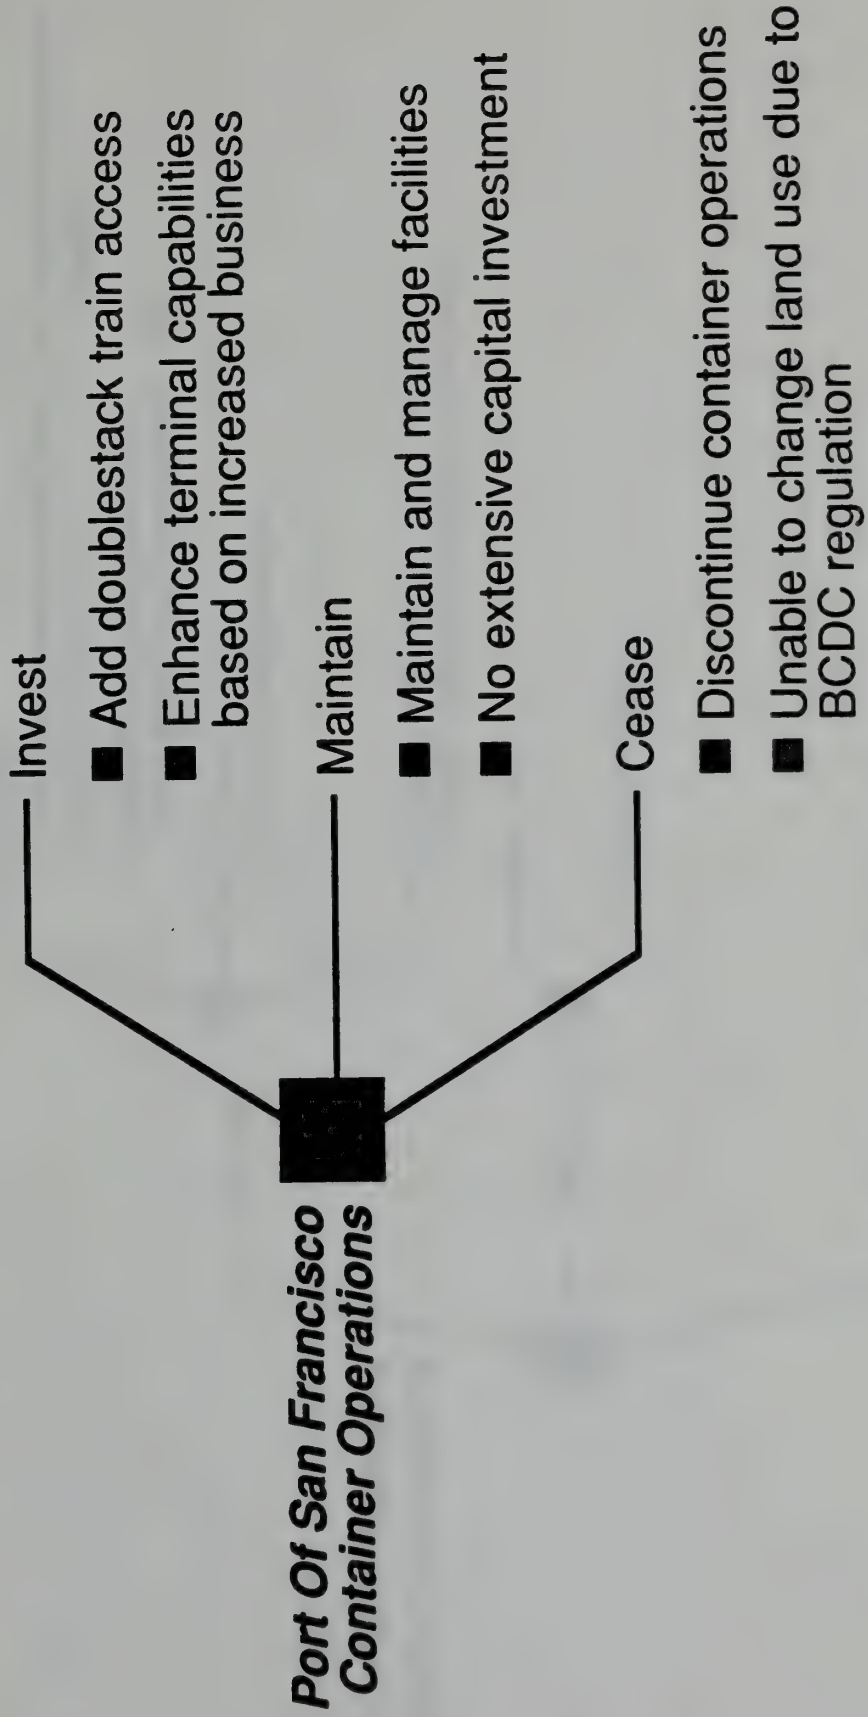 Port Of San Francisco
Container Operations
Invest
■ Add doublestack train access
■ Enhance terminal capabilities
based on increased business
Maintain
■ Maintain and manage facilities
■ No extensive capital investment
Cease
■ Discontinue container operations
■ Unable to change land use due to
BCDC regulation